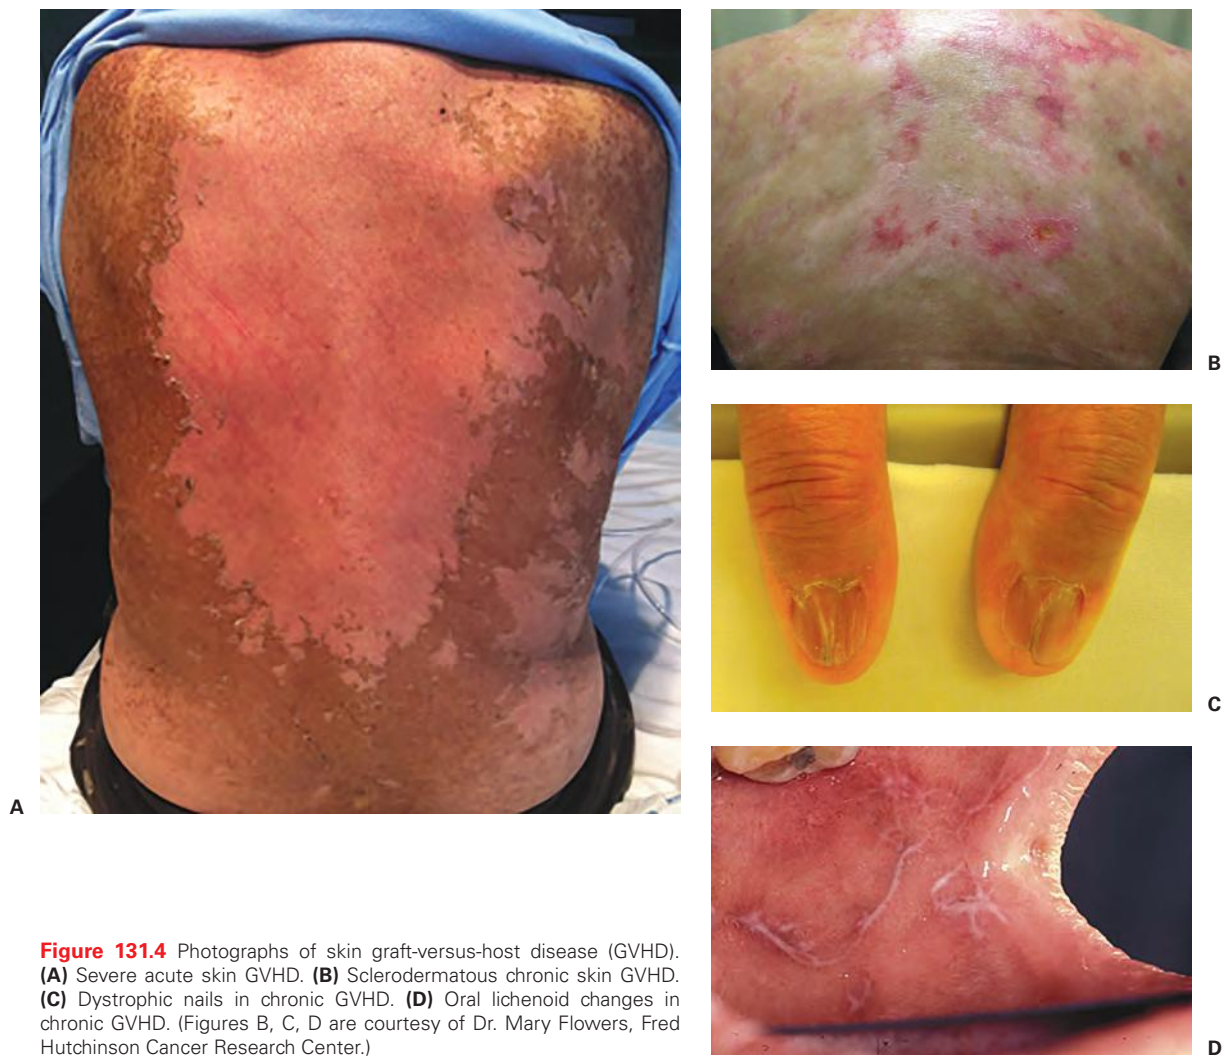 A
B
C
D
Figure 131.4 Photographs of skin graft-versus-host disease (GVHD).
(A) Severe acute skin GVHD. (B) Sclerodermatous chronic skin GVHD.
(C) Dystrophic nails in chronic GVHD. (D) Oral lichenoid changes in
chronic GVHD. (Figures B, C, D are courtesy of Dr. Mary Flowers, Fred
Hutchinson Cancer Research Center.)